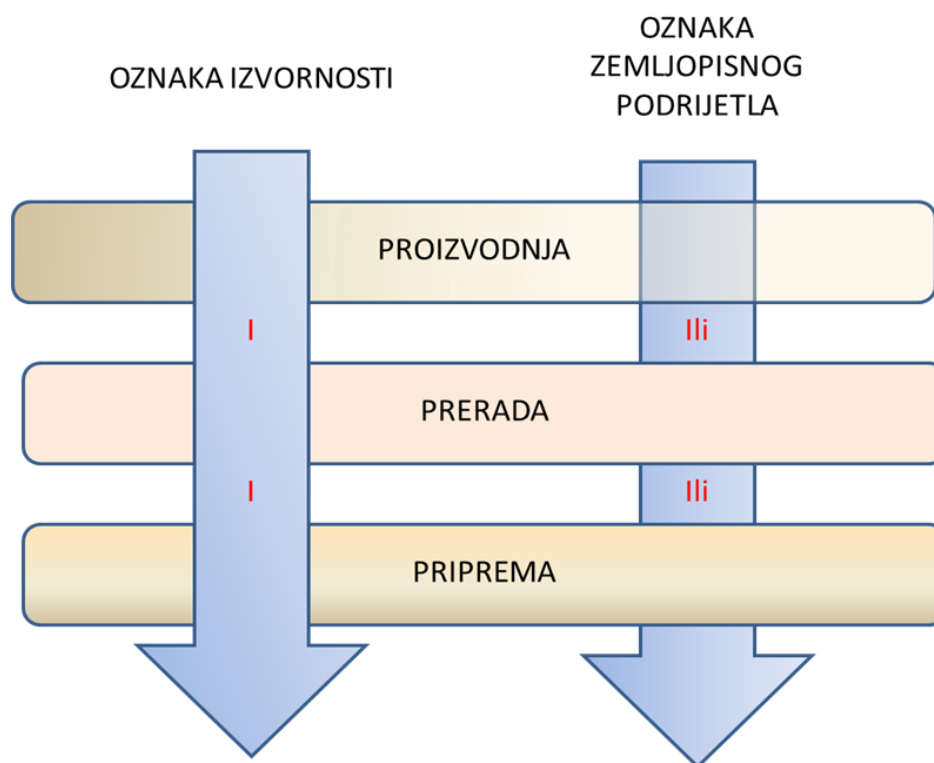 OZNAKA IZVORNOSTI
OZNAKA
ZEMLJOPISNOG
PODRIJETLA
PROIZVODNJA
I
Ili
PRERADA
I
Ili
PRIPREMA